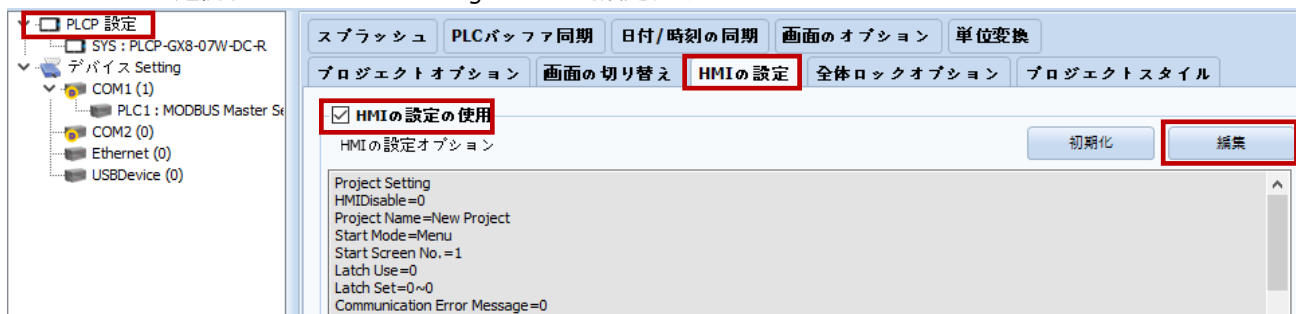 PLCP 設定
SYS : PLCP-GX8-07W-DC-R
デバイス Setting
COM1 (1)
PLC1 : MODBUS Master Se
COM2 (0)
Ethernet (0)
USBDevice (0)
スプラッシュ PLCバッファ同期 日付/時刻の同期 画面のオプション 単位変換
プロジェクトオプション 画面の切り替え HMIの設定 全体ロックオプション プロジェクトスタイル
HMIの設定の使用
HMIの設定オプション 初期化 編集
Project Setting
HMIDisable=0
Project Name=New Project
Start Mode=Menu
Start Screen No.=1
Latch Use=0
Latch Set=0~0
Communication Error Message=0